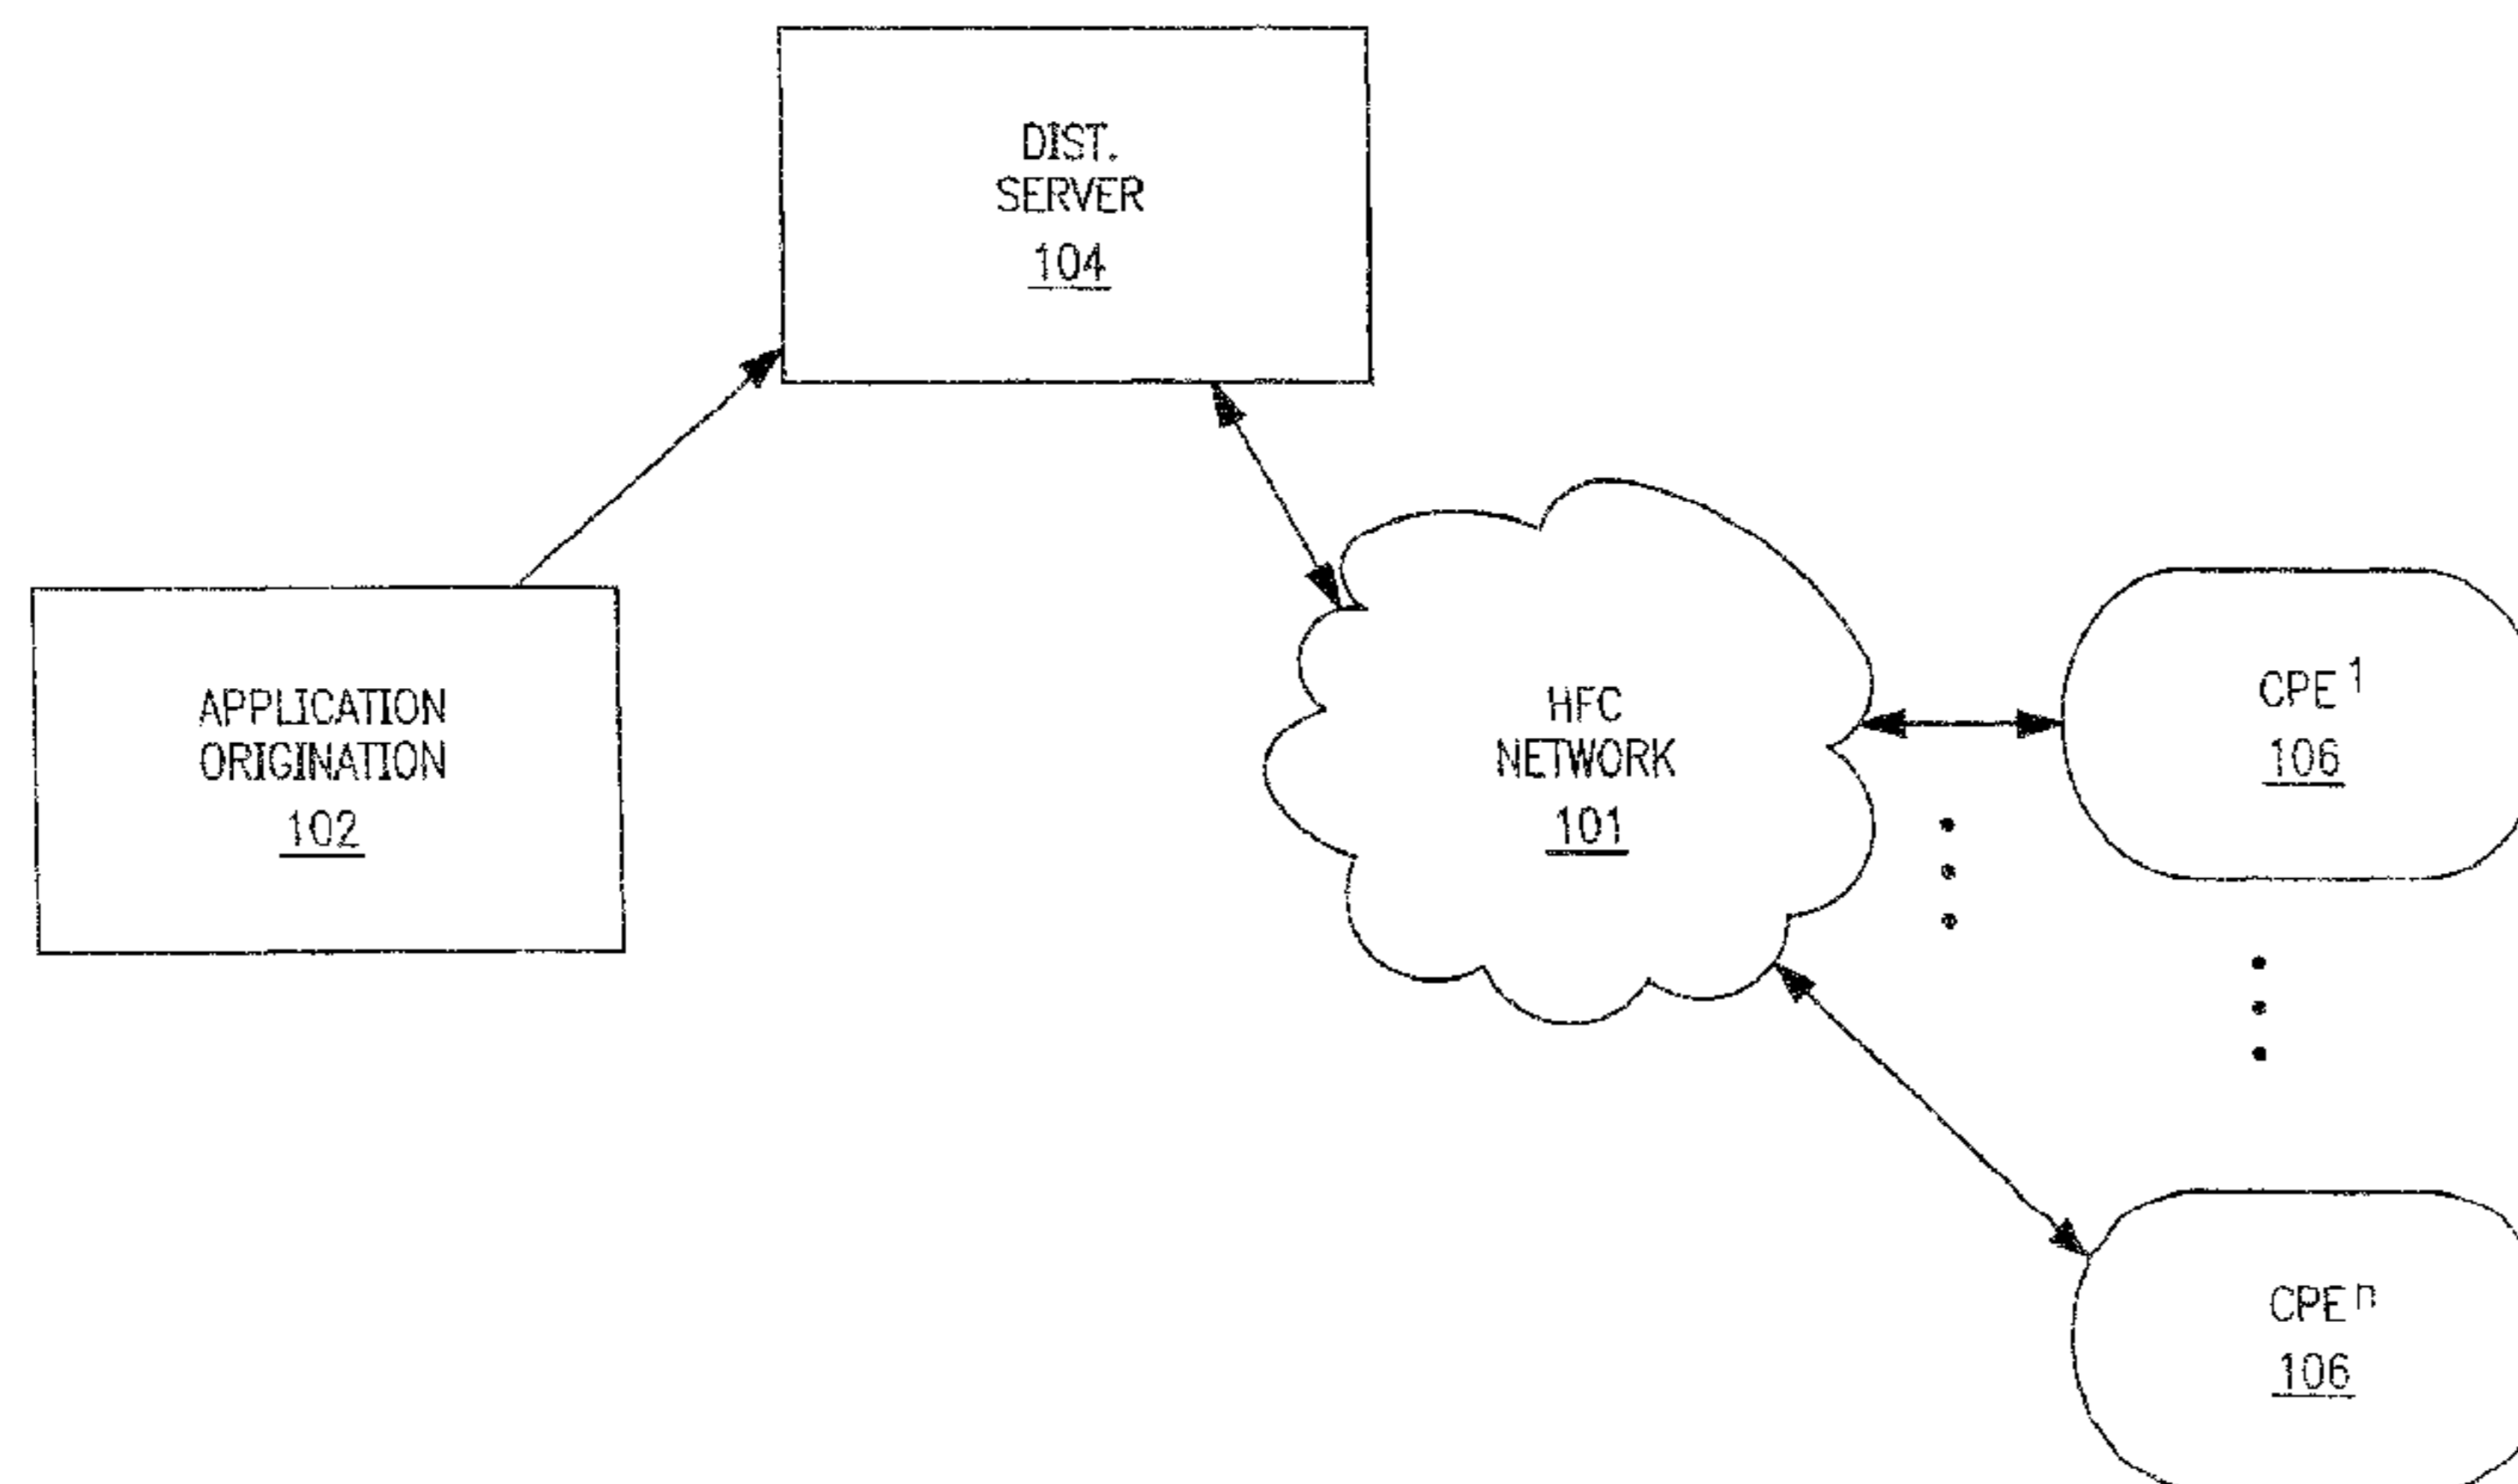 DIST.
SERVER
104
APPLICATION
ORIGINATION
102
HFC
NETWORK
101
CPE 1
106
CPE n
106